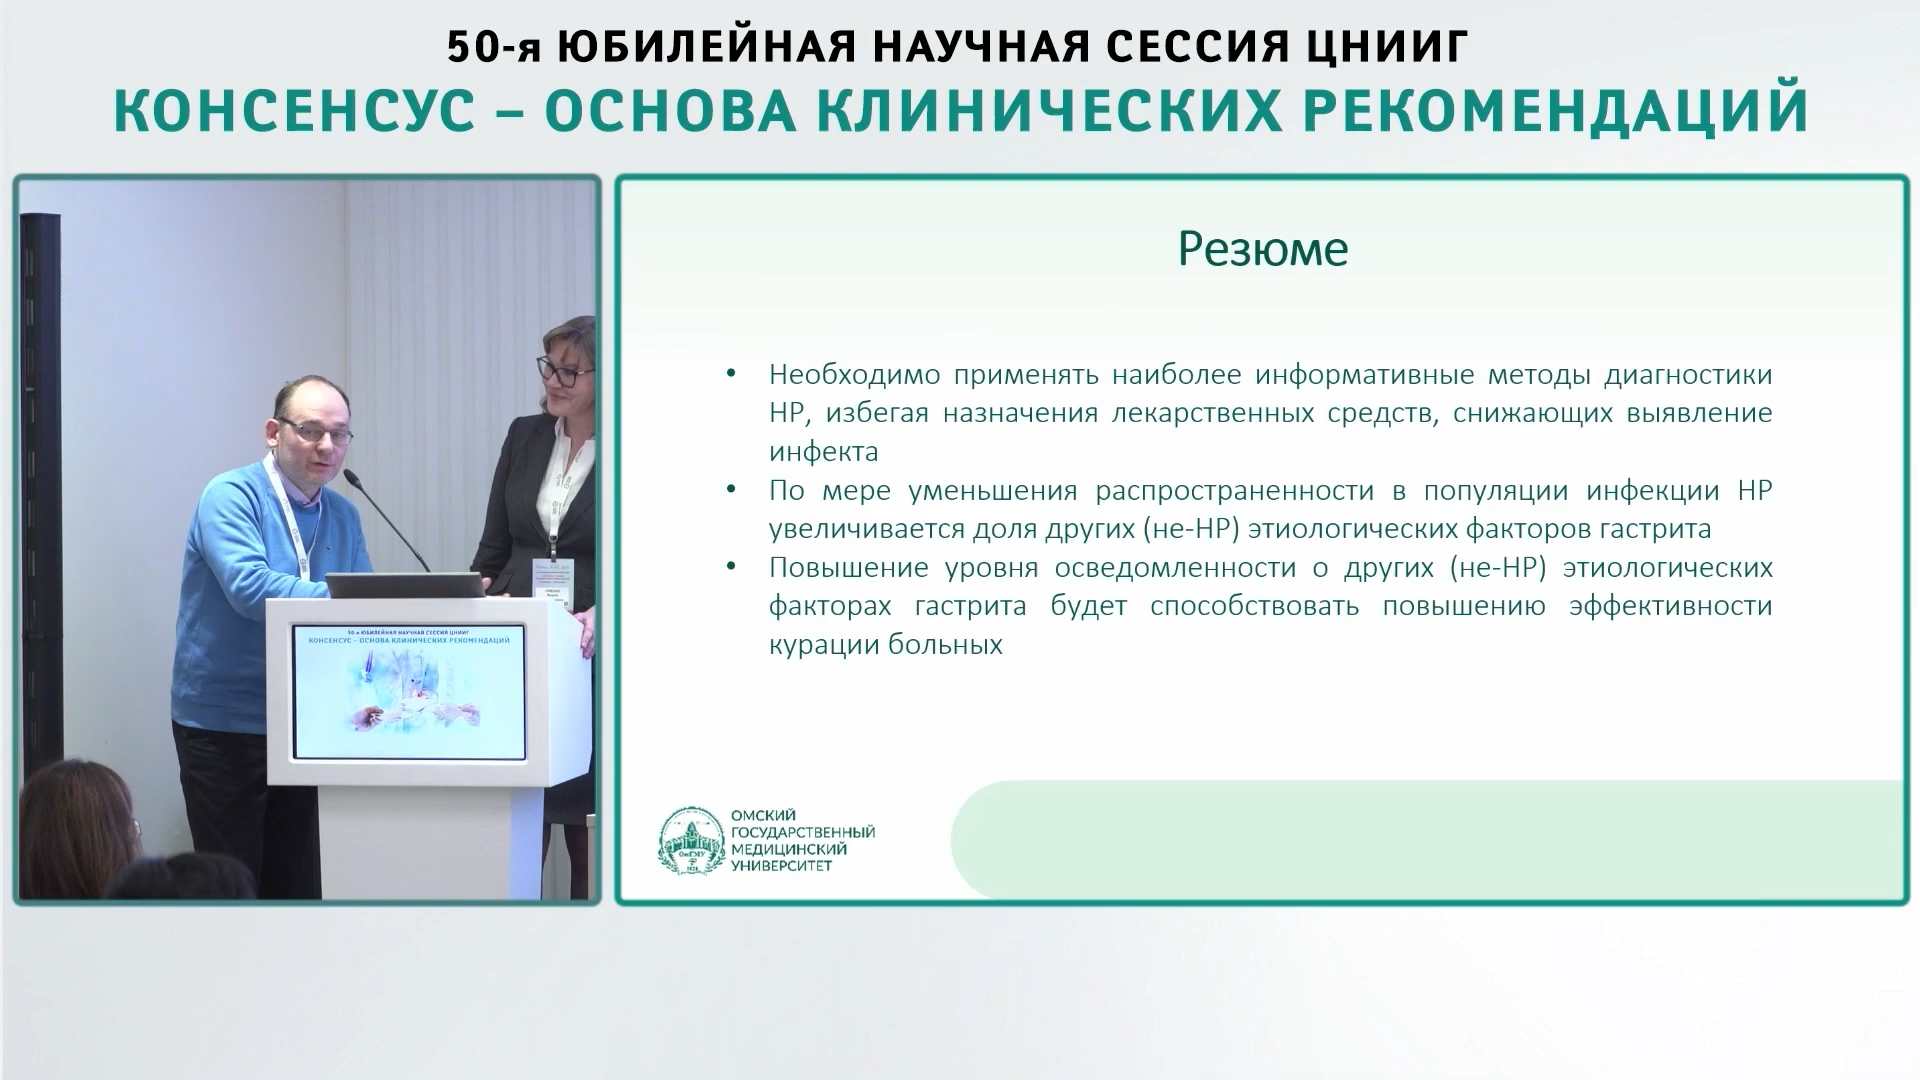 50-я ЮБИЛЕЙНАЯ НАУЧНАЯ СЕССИЯ ЦНИИГ
КОНСЕНСУС – ОСНОВА КЛИНИЧЕСКИХ РЕКОМЕНДАЦИЙ
50-я ЮБИЛЕЙНАЯ НАУЧНАЯ СЕССИЯ ЦНИИГ
КОНСЕНСУС – ОСНОВА КЛИНИЧЕСКИХ РЕКОМЕНДАЦИЙ
Резюме
• Необходимо применять наиболее информативные методы диагностики
НР, избегая назначения лекарственных средств, снижающих выявление
инфекта
• По мере уменьшения распространенности в популяции инфекции НР
увеличивается доля других (не-НР) этиологических факторов гастрита
• Повышение уровня осведомленности о других (не-НР) этиологических
факторах гастрита будет способствовать повышению эффективности
курации больных
ОмГМУ
ОМСКИЙ
ГОСУДАРСТВЕННЫЙ
МЕДИЦИНСКИЙ
УНИВЕРСИТЕТ